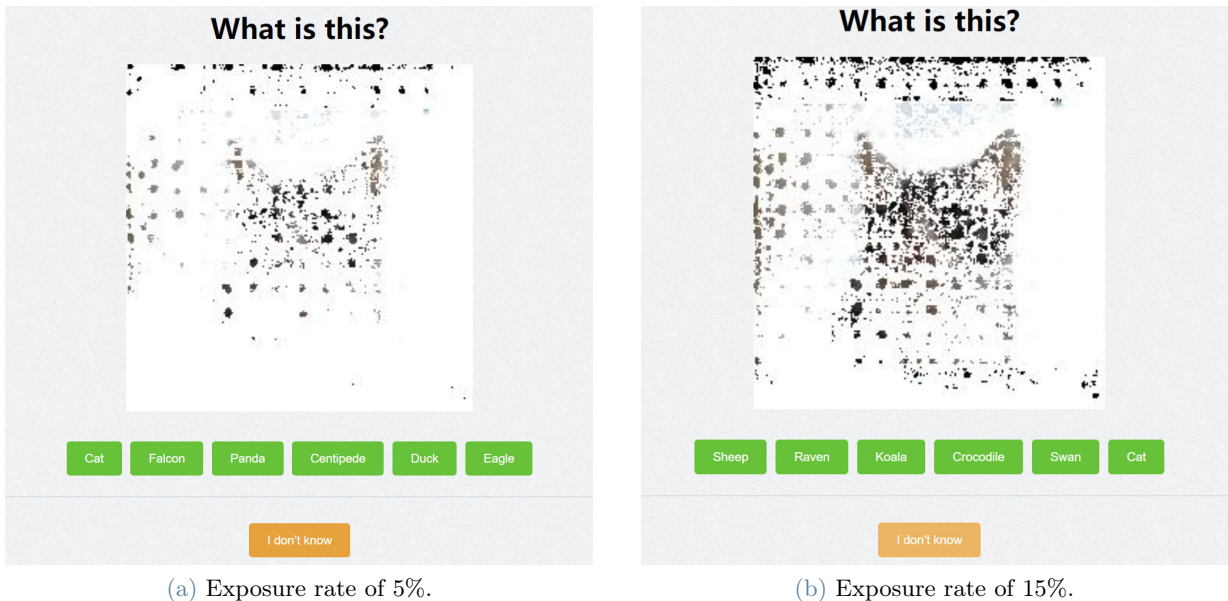 What is this?
Cat Falcon Panda Centipede Duck Eagle
I don't know
(a) Exposure rate of 5%.
What is this?
Sheep Raven Koala Crocodile Swan Cat
I don't know
(b) Exposure rate of 15%.